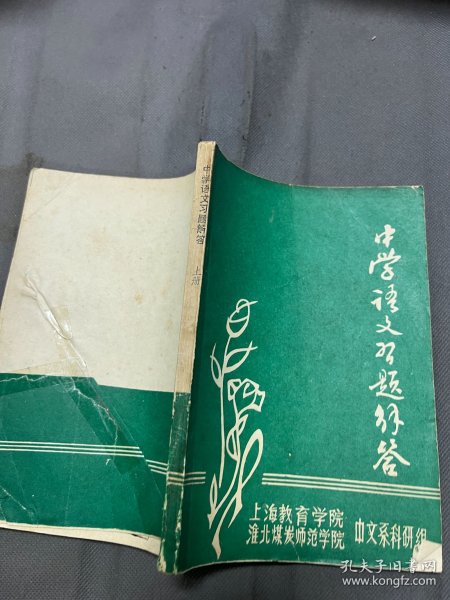 中学语文习题解答
上海教育学院
淮北煤炭师范学院 中文系科研组
中学语文习题解答 上册
孔夫子旧书网
www.kongfz.com